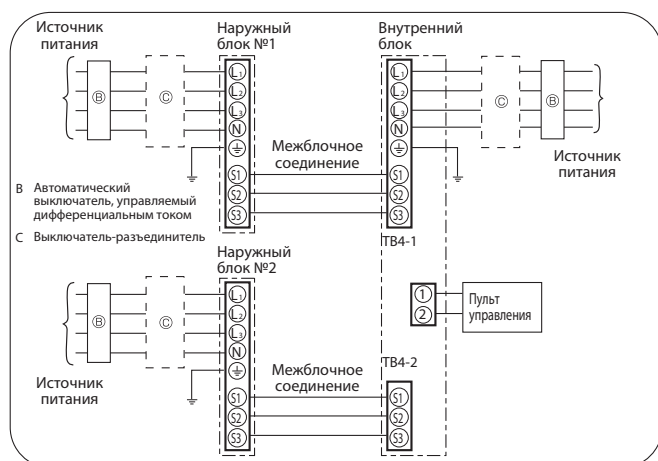 Источник
питания
Наружный
блок №1
Внутренний
блок
B
C
L1
L2
L3
N
S1
S2
S3
Межблочное
соединение
L1
L2
L3
N
S1
S2
S3
C
B
Источник
питания
B Автоматический
выключатель, управляемый
дифференциальным током
C Выключатель-разъединитель
TB4-1
Наружный
блок №2
B
C
L1
L2
L3
N
S1
S2
S3
Источник
питания
1
2
Пульт
управления
Межблочное
соединение
TB4-2
S1
S2
S3